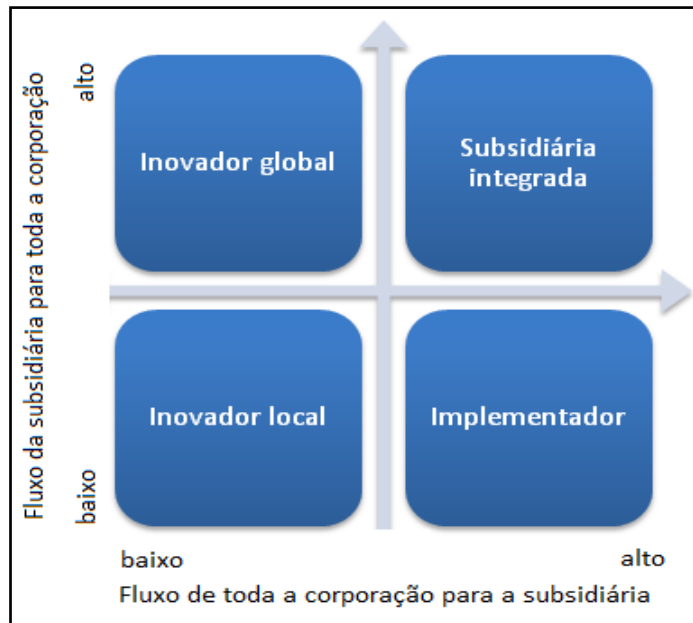 Fluxo da subsidiária para toda a corporação
alto
baixo
Inovador global
Subsidiária
integrada
Inovador local
Implementador
baixo
alto
Fluxo de toda a corporação para a subsidiária